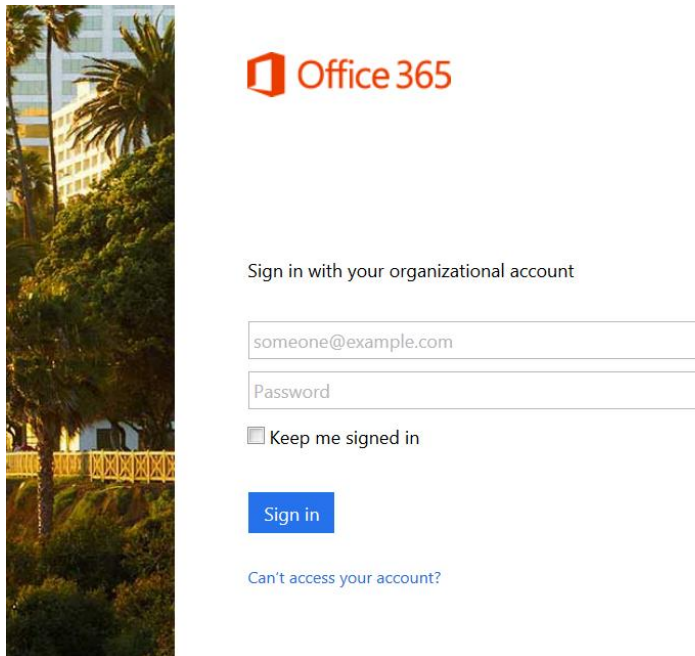 Office 365
Sign in with your organizational account
someone@example.com
Password
Keep me signed in
Sign in
Can't access your account?